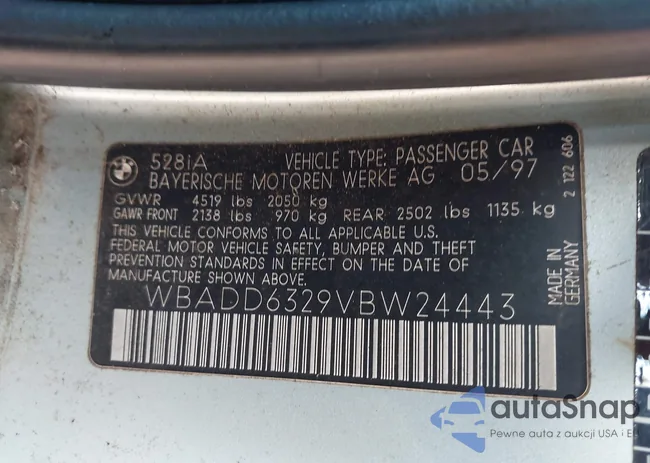 528iA VEHICLE TYPE: PASSENGER CAR
BAYERISCHE MOTOREN WERKE AG 05/97
GVWR 4519 lbs 2050 kg
GAWR FRONT 2138 lbs 970 kg REAR 2502 lbs 1135 kg
THIS VEHICLE CONFORMS TO ALL APPLICABLE U.S.
FEDERAL MOTOR VEHICLE SAFETY, BUMPER AND THEFT
PREVENTION STANDARDS IN EFFECT ON THE DATE OF
MANUFACTURE SHOWN ABOVE.
WBADD6329VBW24443
MADE IN
GERMANY
2 122 606
autoSnap
Pewne auta z aukcji USA i